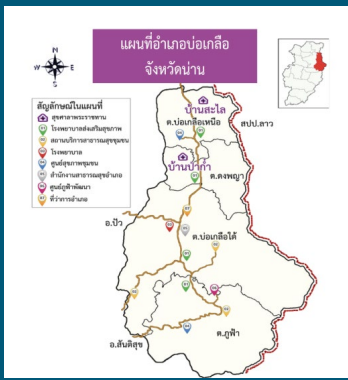 แผนที่อำเภอบ่อเกลือ
จังหวัดน่าน
N
W
E
S
สัญลักษณ์ในแผนที่
สุขศาลาพระราชทาน
โรงพยาบาลส่งเสริมสุขภาพ
สถานบริการสาธารณสุขชุมชน
โรงพยาบาล
ศูนย์สุขภาพชุมชน
สำนักงานสาธารณสุขอำเภอ
ศูนย์ภูฟ้าพัฒนา
ที่ว่าการอำเภอ
บ้านสะไล
ต.บ่อเกลือเหนือ
สปป.ลาว
บ้านป่ากำ
ต.ดงพญา
อ.ปัว
ต.บ่อเกลือใต้
ต.ภูฟ้า
อ.สันติสุข